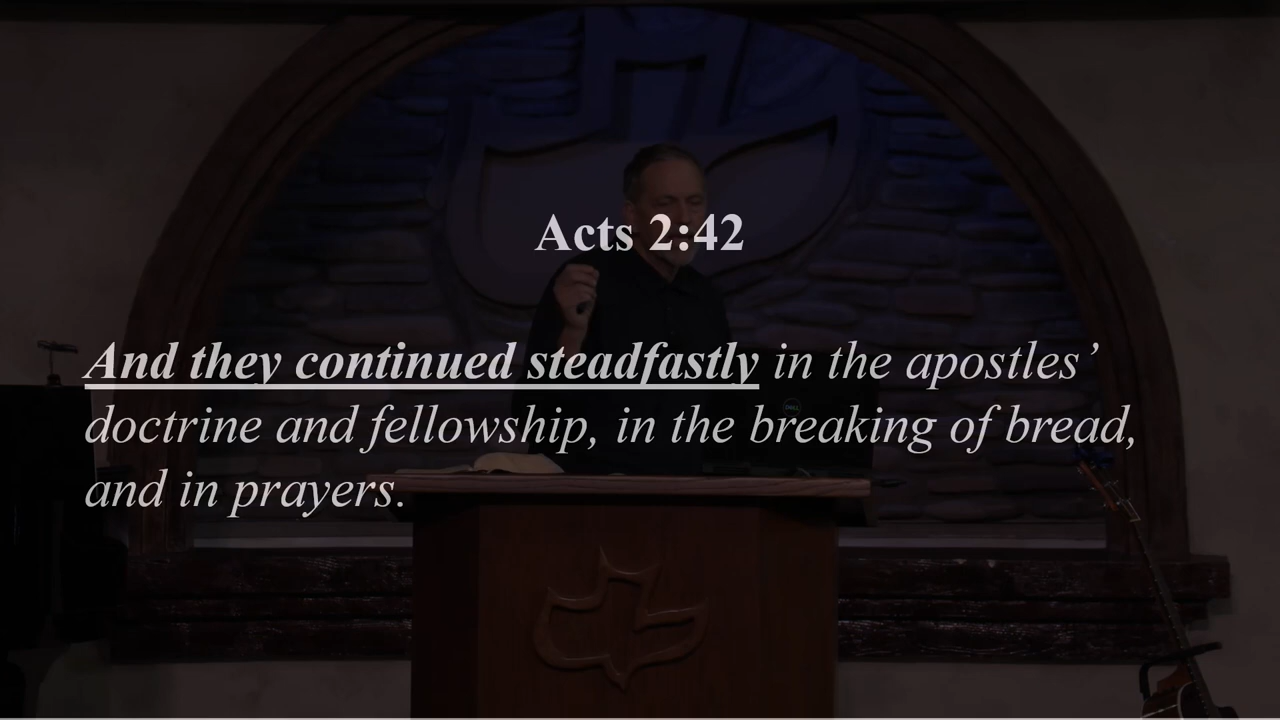 Acts 2:42
And they continued steadfastly in the apostles’
doctrine and fellowship, in the breaking of bread,
and in prayers.
DELL